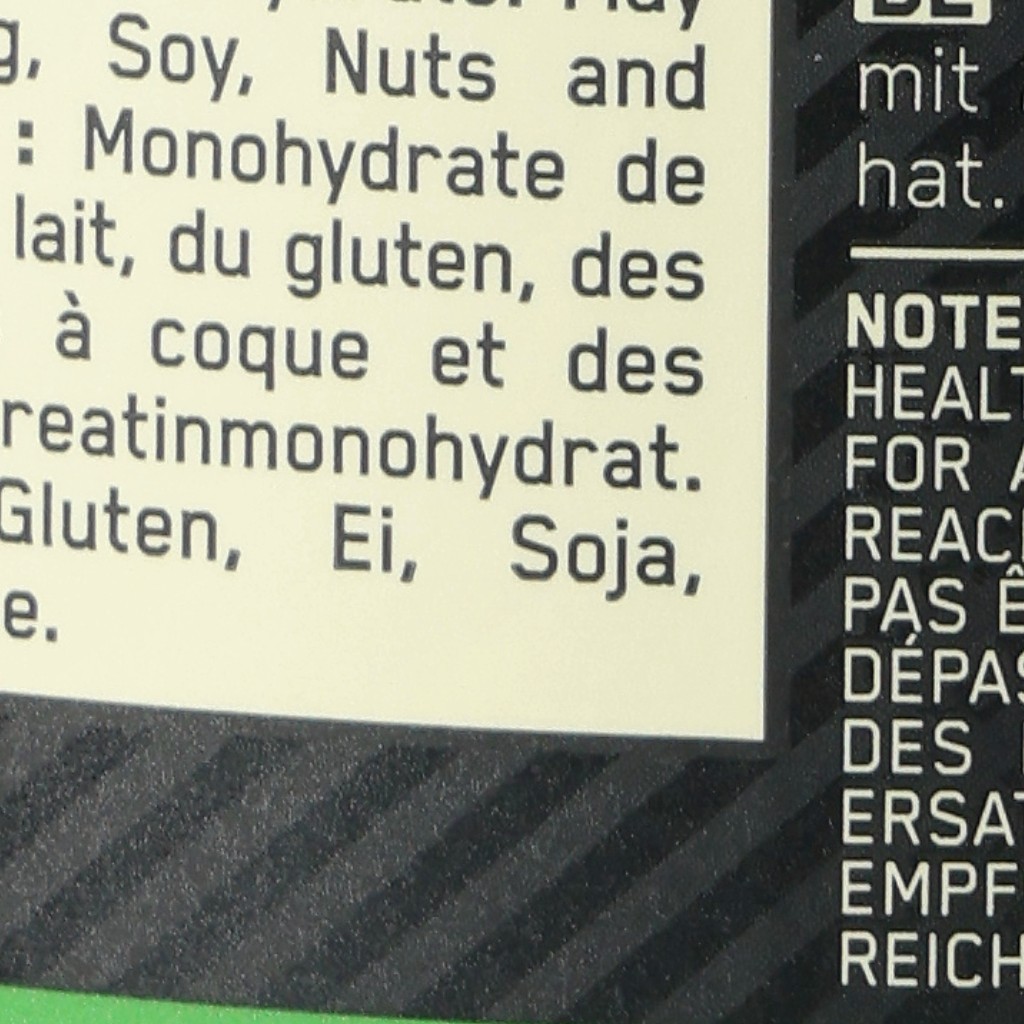 Soy, Nuts and
: Monohydrate de
lait, du gluten, des
à coque et des
reatinmonohydrat.
Gluten, Ei, Soja,
e.
DE
mit
hat.
NOTE
HEALT
FOR A
REAC
PAS Ê
DÉPAS
DES
ERSAT
EMPF
REICH